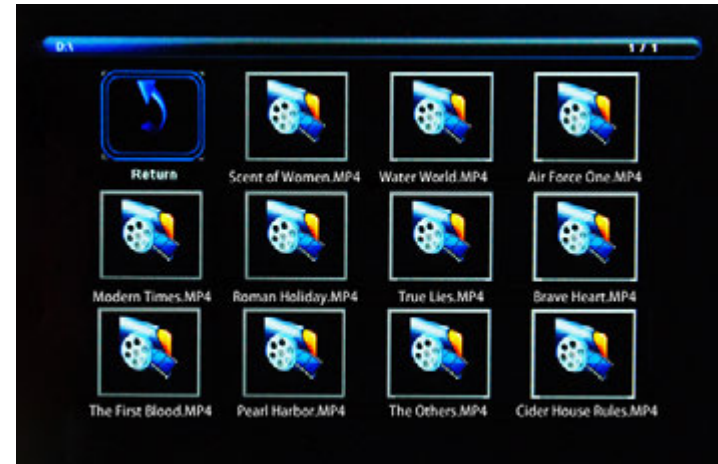 D:\ 1 / 1
Return Scent of Women.MP4 Water World.MP4 Air Force One.MP4
Modern Times.MP4 Roman Holiday.MP4 True Lies.MP4 Brave Heart.MP4
The First Blood.MP4 Pearl Harbor.MP4 The Others.MP4 Cider House Rules.MP4